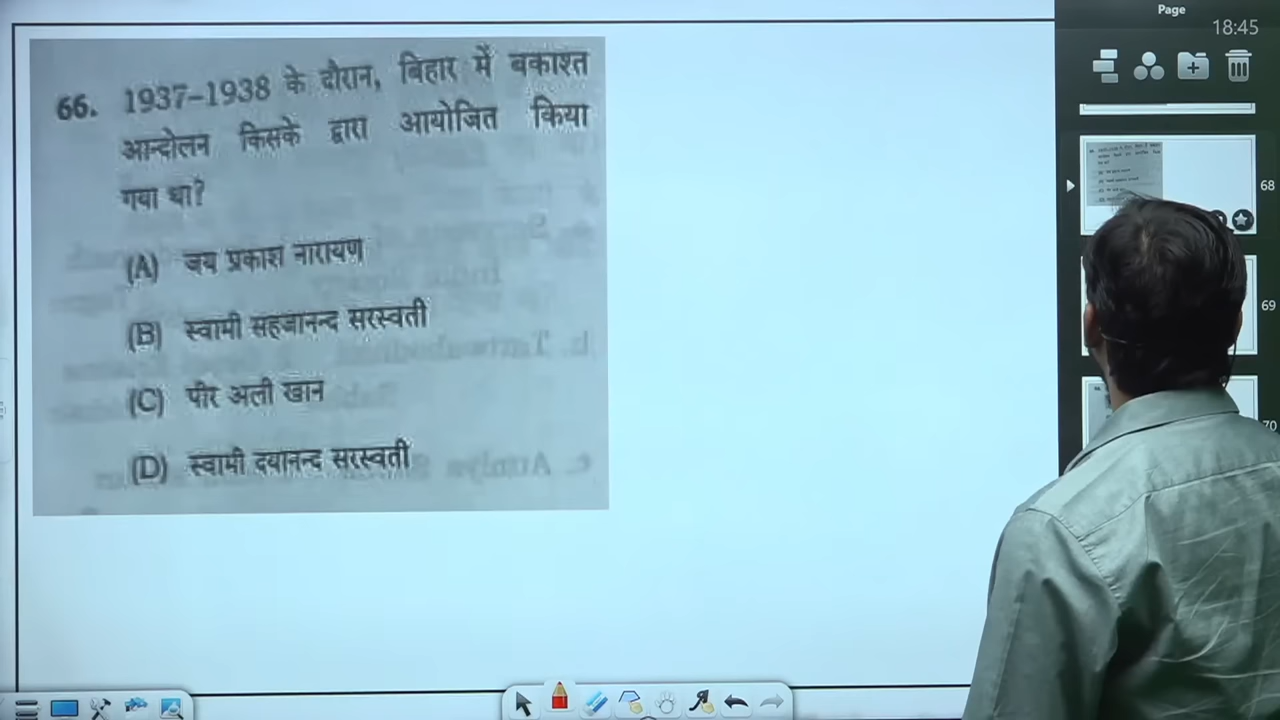 Page
18:45
66. 1937–1938 के दौरान, बिहार में बकाश्त
आन्दोलन किसके द्वारा आयोजित किया
गया था?
(A) जय प्रकाश नारायण
(B) स्वामी सहजानन्द सरस्वती
(C) पीर अली खान
(D) स्वामी दयानन्द सरस्वती
68
69
70